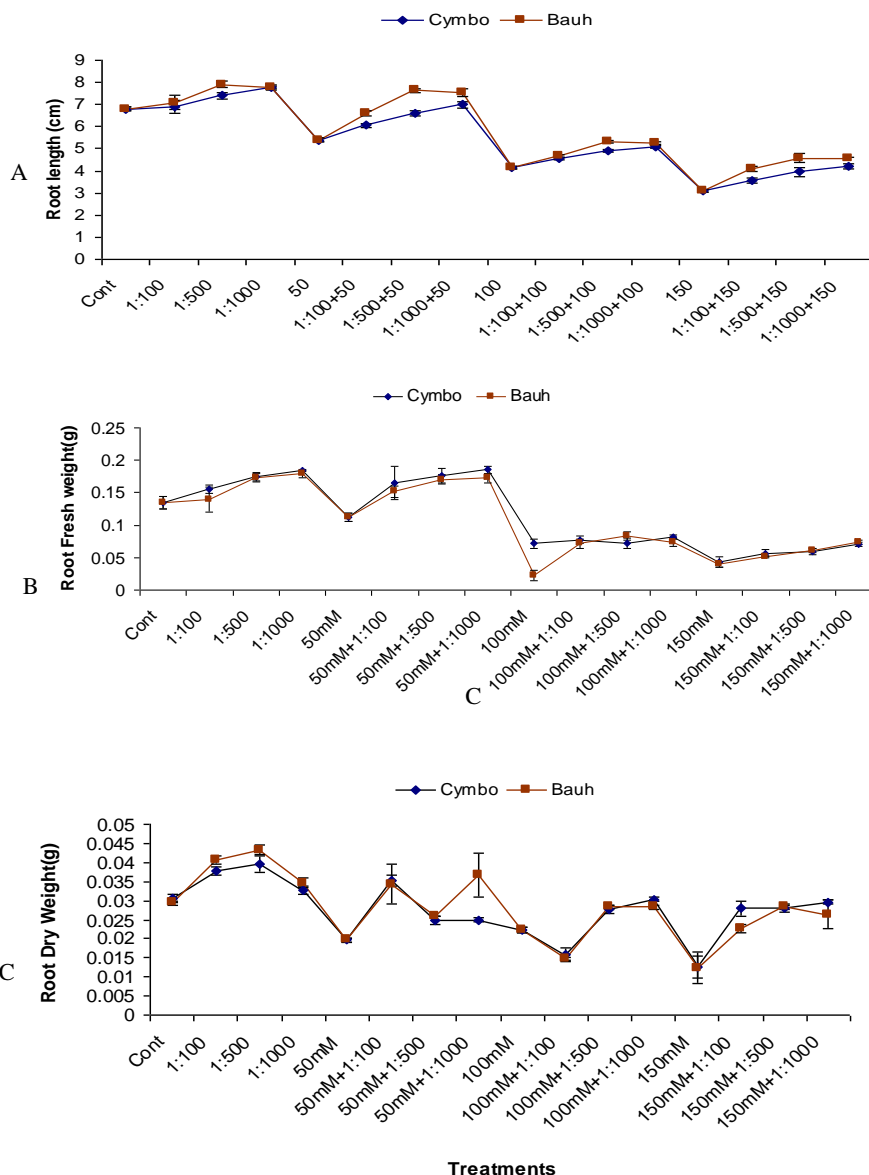 Cymbo Bauh
9
8
7
6
5
4
3
2
1
0
Root length (cm)
A
Cont 1:100 1:500 1:1000 50 1:100+50 1:500+50 1:1000+50 100 1:100+100 1:500+100 1:1000+100 150 1:100+150 1:500+150 1:1000+150
Cymbo Bauh
0.25
0.2
0.15
0.1
0.05
0
Root Fresh weight(g)
B
Cont 1:100 1:500 1:1000 50mM 50mM+1:100 50mM+1:500 50mM+1:1000 100mM 100mM+1:100 100mM+1:500 100mM+1:1000 150mM 150mM+1:100 150mM+1:500 150mM+1:1000
C
Cymbo Bauh
0.05
0.045
0.04
0.035
0.03
0.025
0.02
0.015
0.01
0.005
0
Root Dry Weight(g)
C
Cont 1:100 1:500 1:1000 50mM 50mM+1:100 50mM+1:500 50mM+1:1000 100mM 100mM+1:100 100mM+1:500 100mM+1:1000 150mM 150mM+1:100 150mM+1:500 150mM+1:1000
Treatments